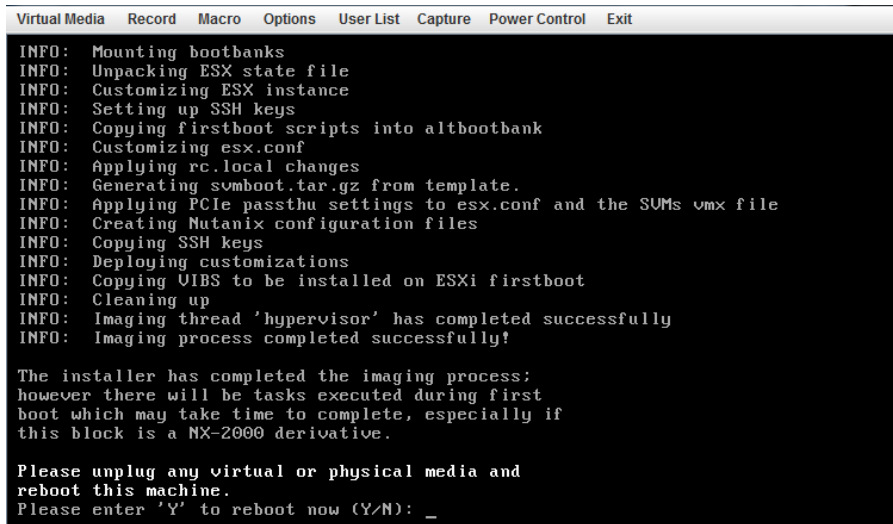 Virtual Media Record Macro Options User List Capture Power Control Exit
INFO: Mounting bootbanks
INFO: Unpacking ESX state file
INFO: Customizing ESX instance
INFO: Setting up SSH keys
INFO: Copying firstboot scripts into altbootbank
INFO: Customizing esx.conf
INFO: Applying rc.local changes
INFO: Generating svmboot.tar.gz from template.
INFO: Applying PCIe passthu settings to esx.conf and the SVMs vmx file
INFO: Creating Nutanix configuration files
INFO: Copying SSH keys
INFO: Deploying customizations
INFO: Copying VIBS to be installed on ESXi firstboot
INFO: Cleaning up
INFO: Imaging thread 'hypervisor' has completed successfully
INFO: Imaging process completed successfully!
The installer has completed the imaging process;
however there will be tasks executed during first
boot which may take time to complete, especially if
this block is a NX-2000 derivative.
Please unplug any virtual or physical media and
reboot this machine.
Please enter 'Y' to reboot now (Y/N): _